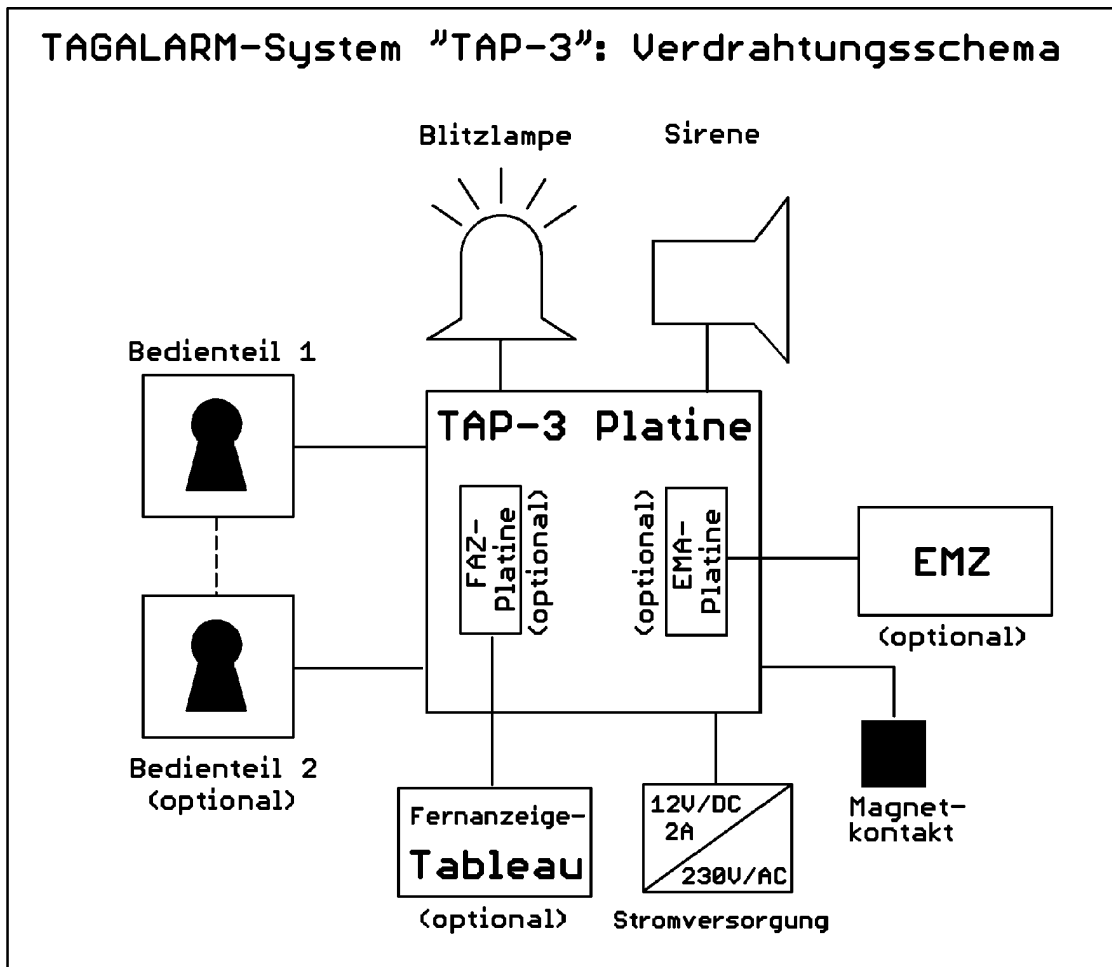 TAGALARM-System "TAP-3": Verdrahtungsschema
Blitzlampe
Sirene
Bedienteil 1
TAP-3 Platine
FAZ-
Platine
(optional)
(optional)
EMA-
Platine
EMZ
(optional)
Bedienteil 2
(optional)
Fernanzeige-
Tableau
(optional)
12V/DC
2A
230V/AC
Stromversorgung
Magnet-
kontakt